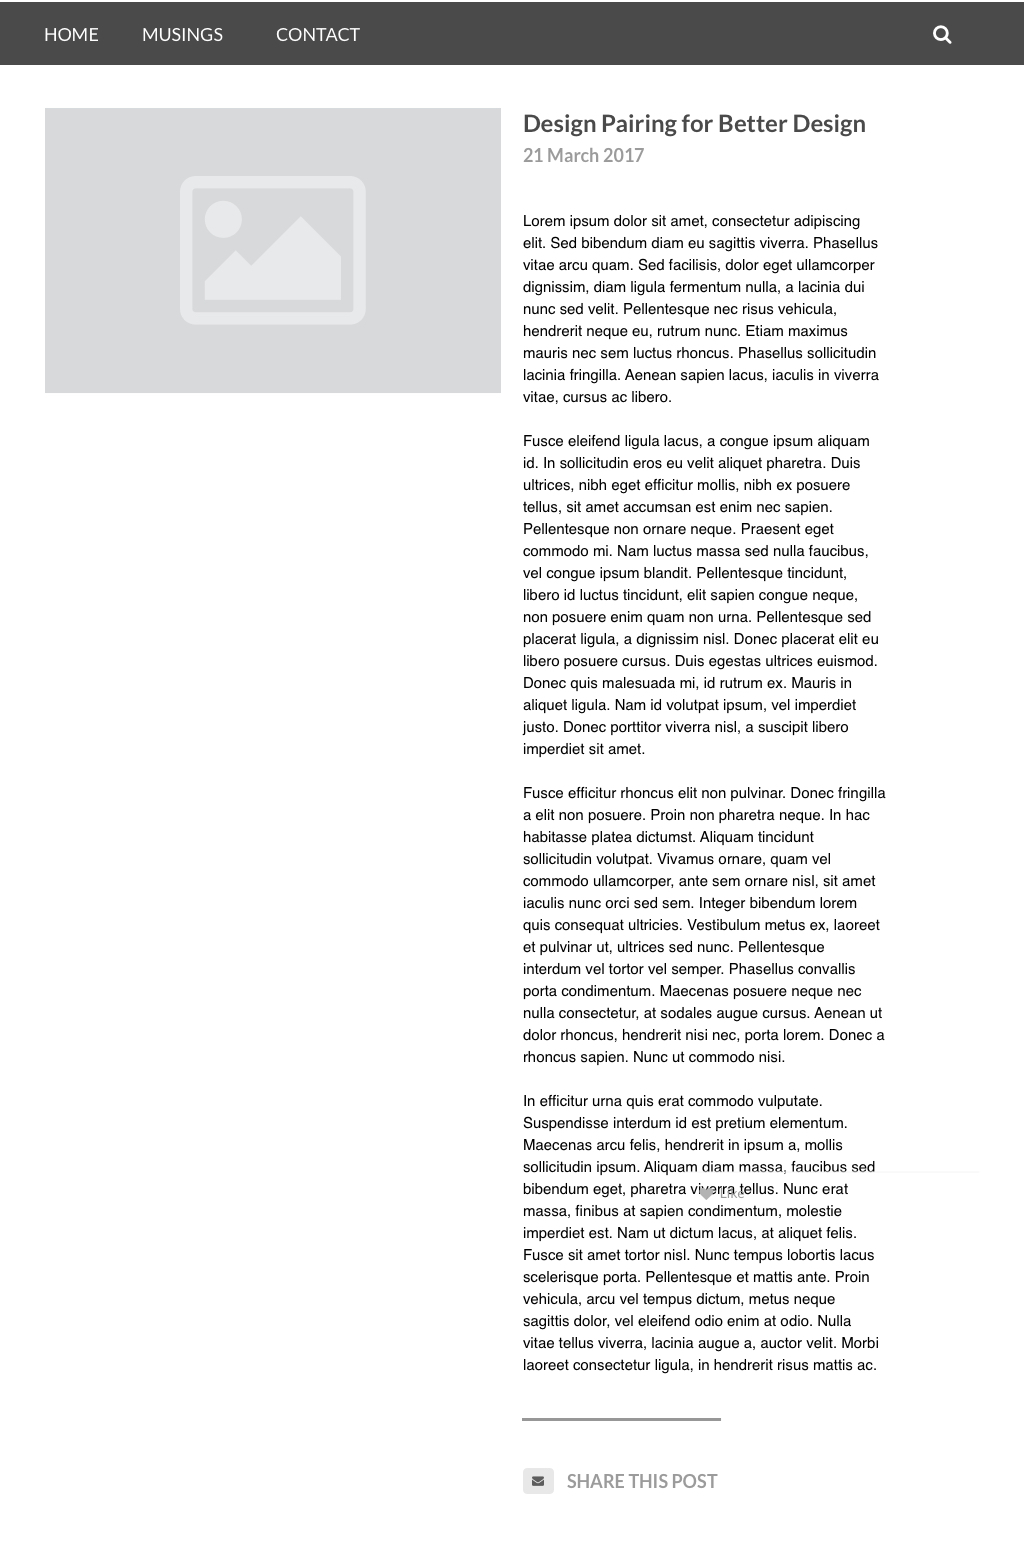 HOME MUSINGS CONTACT
Design Pairing for Better Design
21 March 2017
Lorem ipsum dolor sit amet, consectetur adipiscing
elit. Sed bibendum diam eu sagittis viverra. Phasellus
vitae arcu quam. Sed facilisis, dolor eget ullamcorper
dignissim, diam ligula fermentum nulla, a lacinia dui
nunc sed velit. Pellentesque nec risus vehicula,
hendrerit neque eu, rutrum nunc. Etiam maximus
mauris nec sem luctus rhoncus. Phasellus sollicitudin
lacinia fringilla. Aenean sapien lacus, iaculis in viverra
vitae, cursus ac libero.
Fusce eleifend ligula lacus, a congue ipsum aliquam
id. In sollicitudin eros eu velit aliquet pharetra. Duis
ultrices, nibh eget efficitur mollis, nibh ex posuere
tellus, sit amet accumsan est enim nec sapien.
Pellentesque non ornare neque. Praesent eget
commodo mi. Nam luctus massa sed nulla faucibus,
vel congue ipsum blandit. Pellentesque tincidunt,
libero id luctus tincidunt, elit sapien congue neque,
non posuere enim quam non urna. Pellentesque sed
placerat ligula, a dignissim nisl. Donec placerat elit eu
libero posuere cursus. Duis egestas ultrices euismod.
Donec quis malesuada mi, id rutrum ex. Mauris in
aliquet ligula. Nam id volutpat ipsum, vel imperdiet
justo. Donec porttitor viverra nisl, a suscipit libero
imperdiet sit amet.
Fusce efficitur rhoncus elit non pulvinar. Donec fringilla
a elit non posuere. Proin non pharetra neque. In hac
habitasse platea dictumst. Aliquam tincidunt
sollicitudin volutpat. Vivamus ornare, quam vel
commodo ullamcorper, ante sem ornare nisl, sit amet
iaculis nunc orci sed sem. Integer bibendum lorem
quis consequat ultricies. Vestibulum metus ex, laoreet
et pulvinar ut, ultrices sed nunc. Pellentesque
interdum vel tortor vel semper. Phasellus convallis
porta condimentum. Maecenas posuere neque nec
nulla consectetur, at sodales augue cursus. Aenean ut
dolor rhoncus, hendrerit nisi nec, porta lorem. Donec a
rhoncus sapien. Nunc ut commodo nisi.
In efficitur urna quis erat commodo vulputate.
Suspendisse interdum id est pretium elementum.
Maecenas arcu felis, hendrerit in ipsum a, mollis
sollicitudin ipsum. Aliquam diam massa, faucibus sed
bibendum eget, pharetra viverra tellus. Nunc erat
Like
massa, finibus at sapien condimentum, molestie
imperdiet est. Nam ut dictum lacus, at aliquet felis.
Fusce sit amet tortor nisl. Nunc tempus lobortis lacus
scelerisque porta. Pellentesque et mattis ante. Proin
vehicula, arcu vel tempus dictum, metus neque
sagittis dolor, vel eleifend odio enim at odio. Nulla
vitae tellus viverra, lacinia augue a, auctor velit. Morbi
laoreet consectetur ligula, in hendrerit risus mattis ac.
SHARE THIS POST